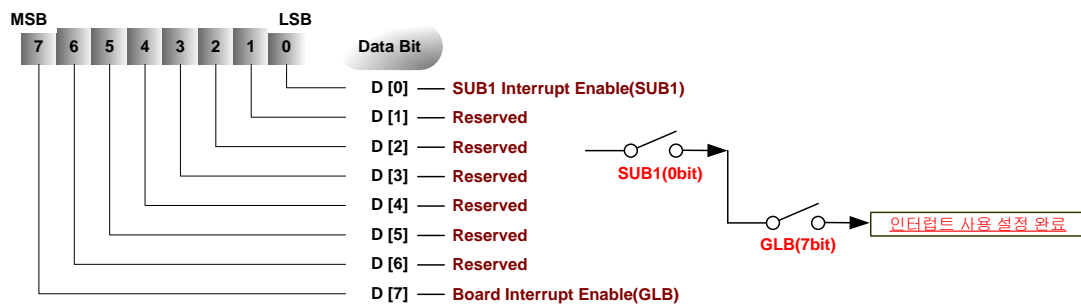 MSB LSB
7 6 5 4 3 2 1 0 Data Bit
D [0] SUB1 Interrupt Enable(SUB1)
D [1] Reserved
D [2] Reserved
D [3] Reserved
D [4] Reserved
D [5] Reserved
D [6] Reserved
D [7] Board Interrupt Enable(GLB)
SUB1(0bit)
GLB(7bit)
인터럽트 사용 설정 완료